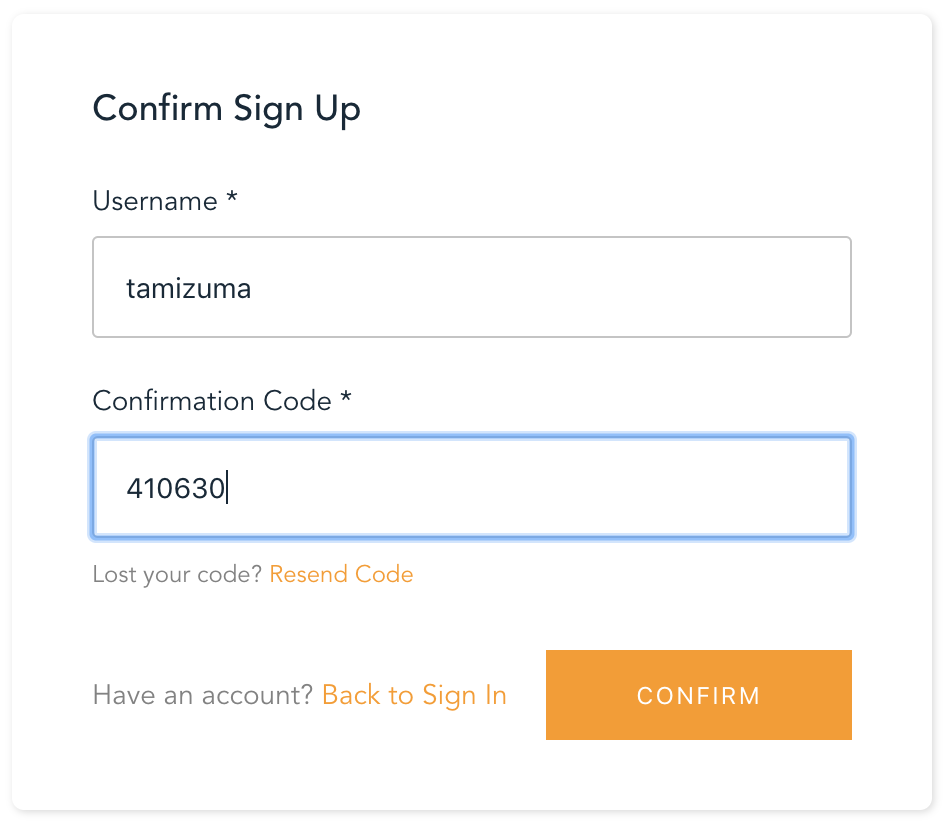 Confirm Sign Up
Username *
tamizuma
Confirmation Code *
410630
Lost your code? Resend Code
Have an account? Back to Sign In
CONFIRM